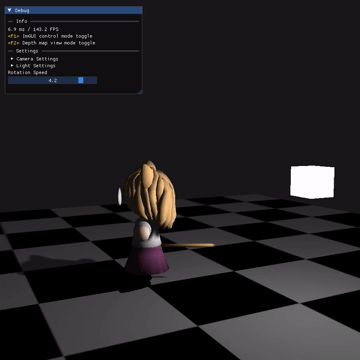 Debug
Info
6.9 ms / 143.2 FPS
<F1> ImGUI control mode toggle
<F2> Depth map view mode toggle
Settings
Camera Settings
Light Settings
Rotation Speed
4.2